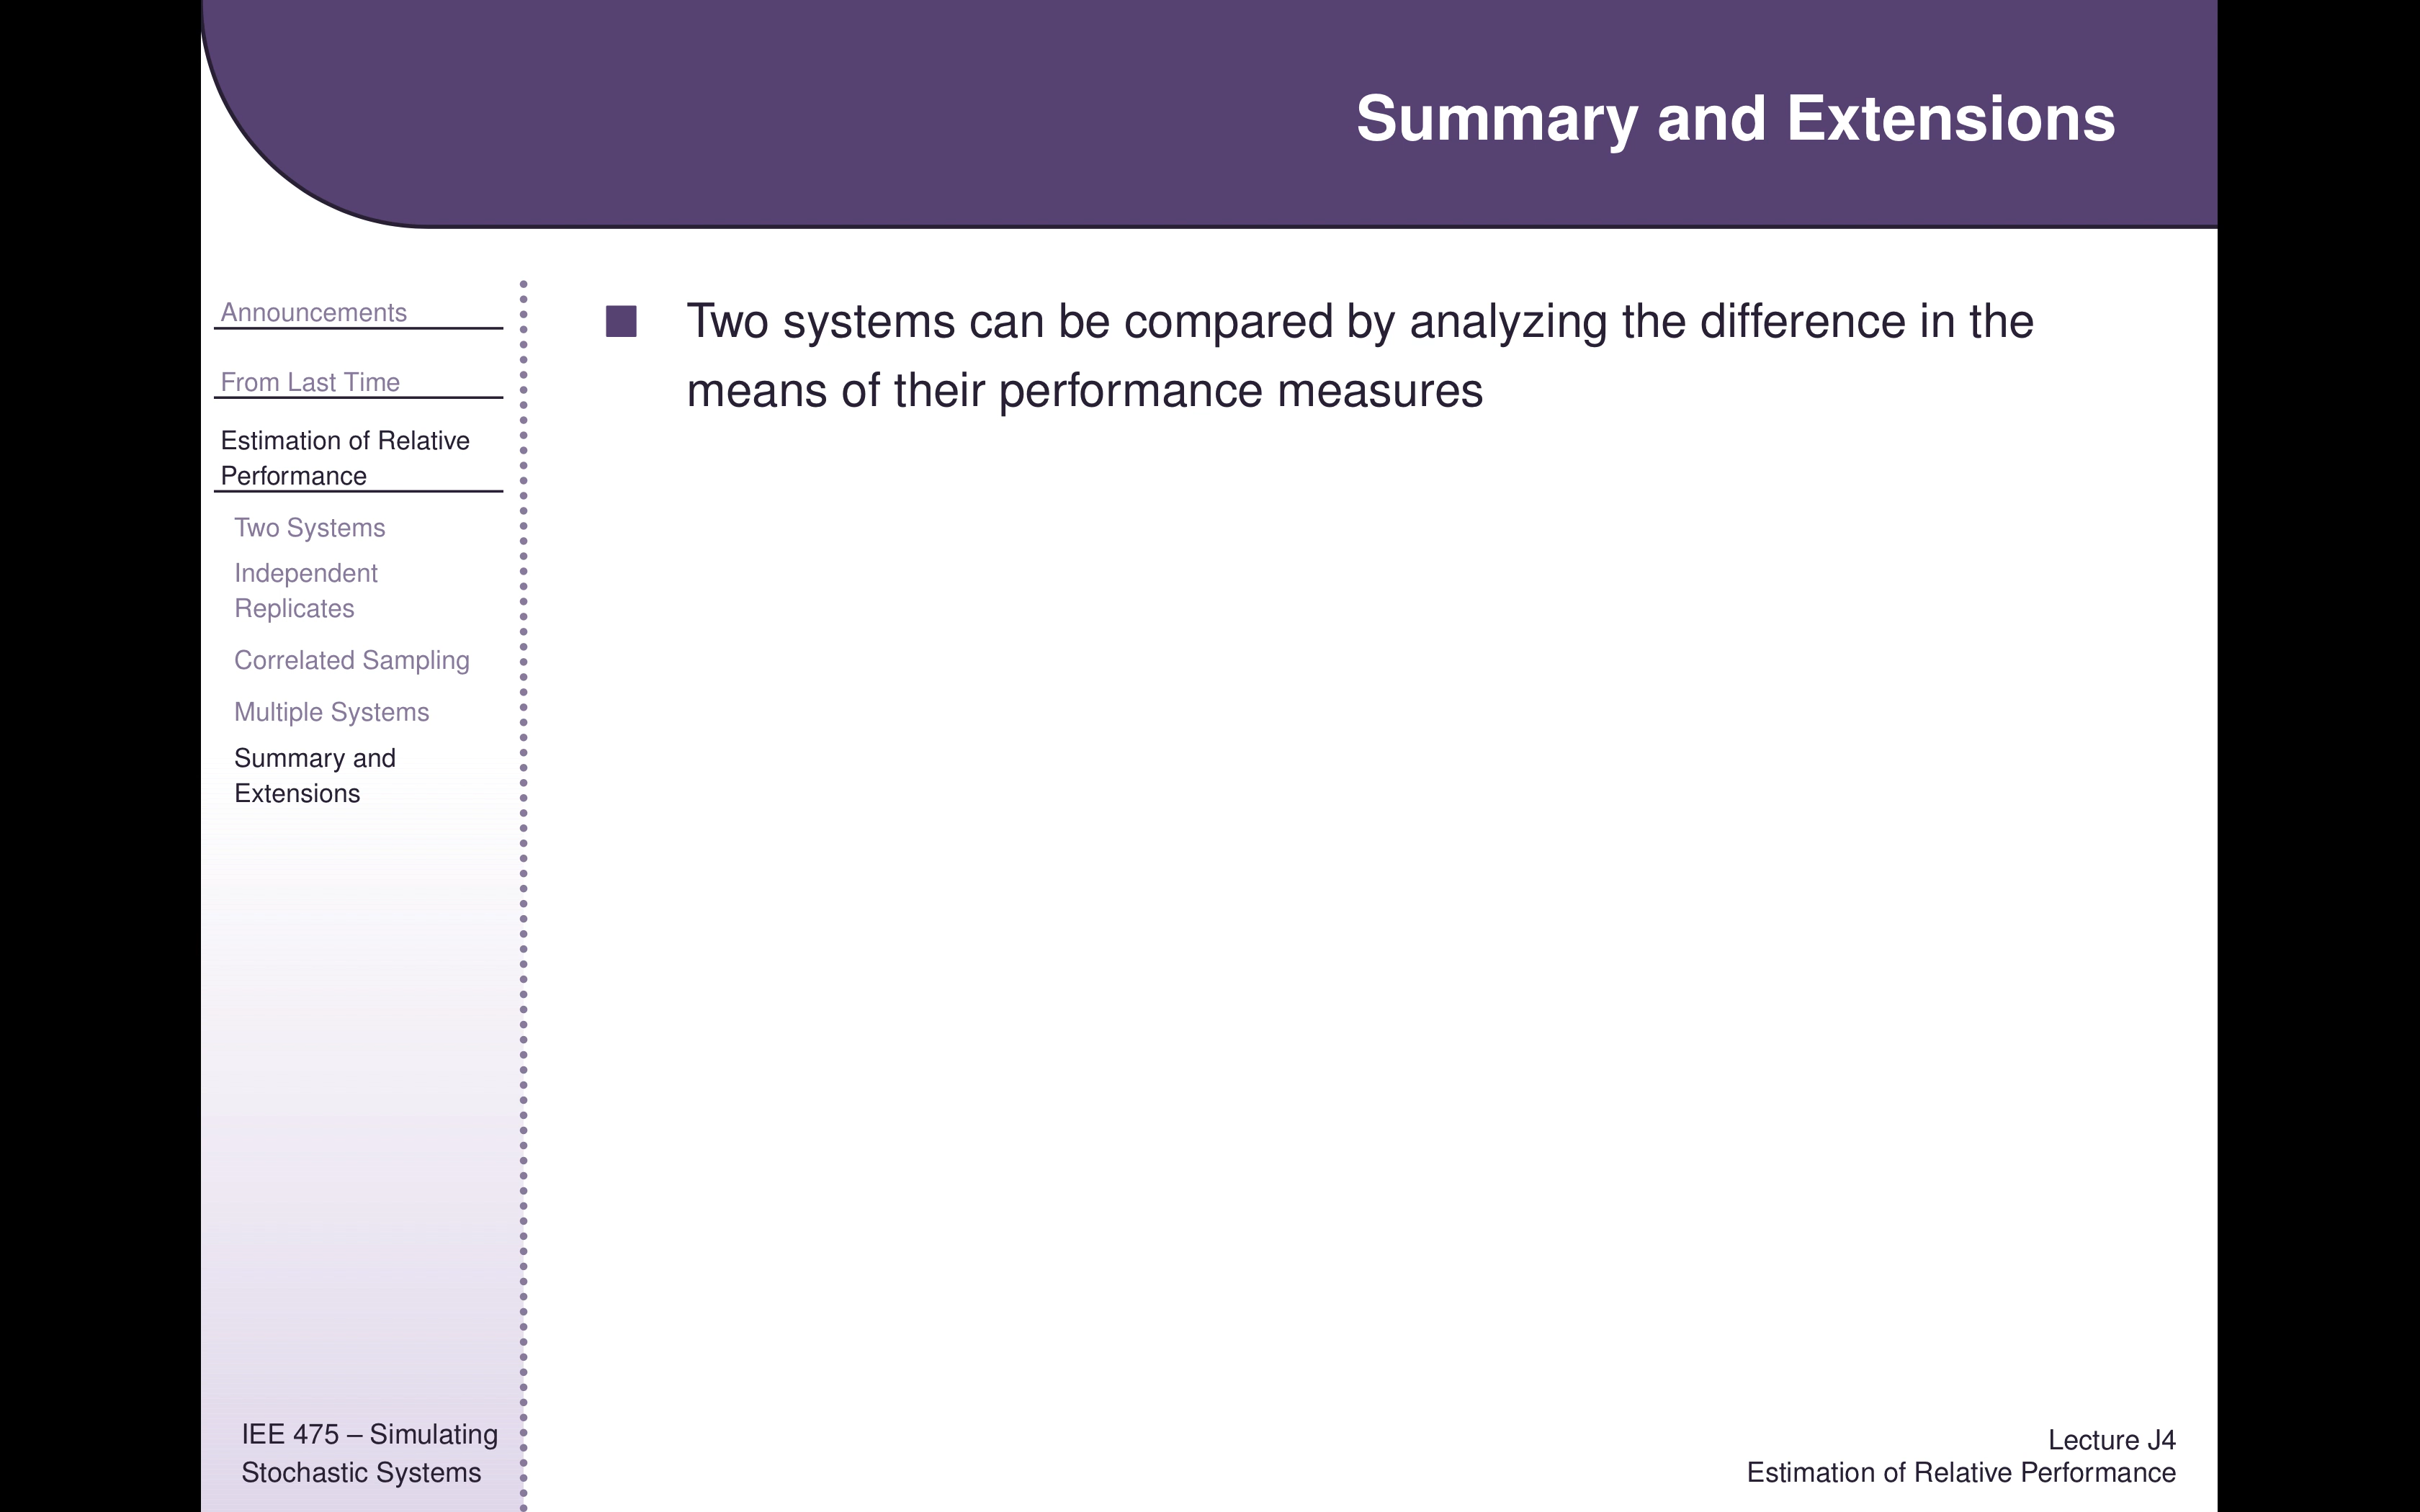 Summary and Extensions
Announcements
From Last Time
Estimation of Relative
Performance
Two Systems
Independent
Replicates
Correlated Sampling
Multiple Systems
Summary and
Extensions
Two systems can be compared by analyzing the difference in the
means of their performance measures
IEE 475 – Simulating
Stochastic Systems
Lecture J4
Estimation of Relative Performance